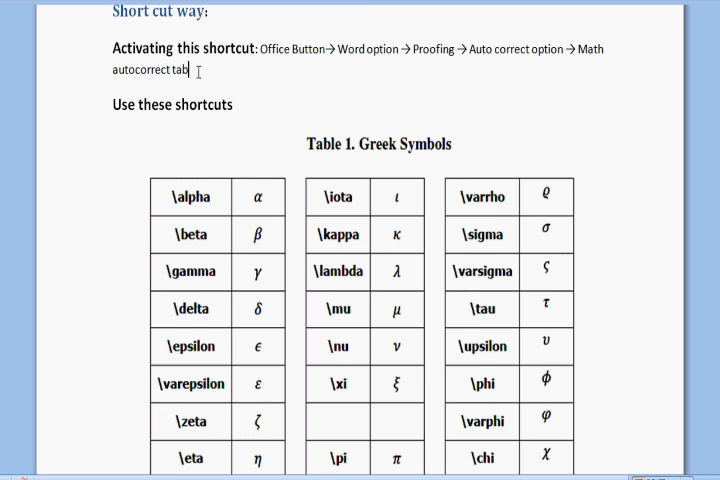 Short cut way:
Activating this shortcut: Office Button→ Word option → Proofing → Auto correct option → Math
autocorrect tab
Use these shortcuts
Table 1. Greek Symbols
\alpha α \iota ι \varrho ϱ
\beta β \kappa κ \sigma σ
\gamma γ \lambda λ \varsigma ς
\delta δ \mu μ \tau τ
\epsilon ϵ \nu ν \upsilon υ
\varepsilon ε \xi ξ \phi ϕ
\zeta ζ \varphi φ
\eta η \pi π \chi χ